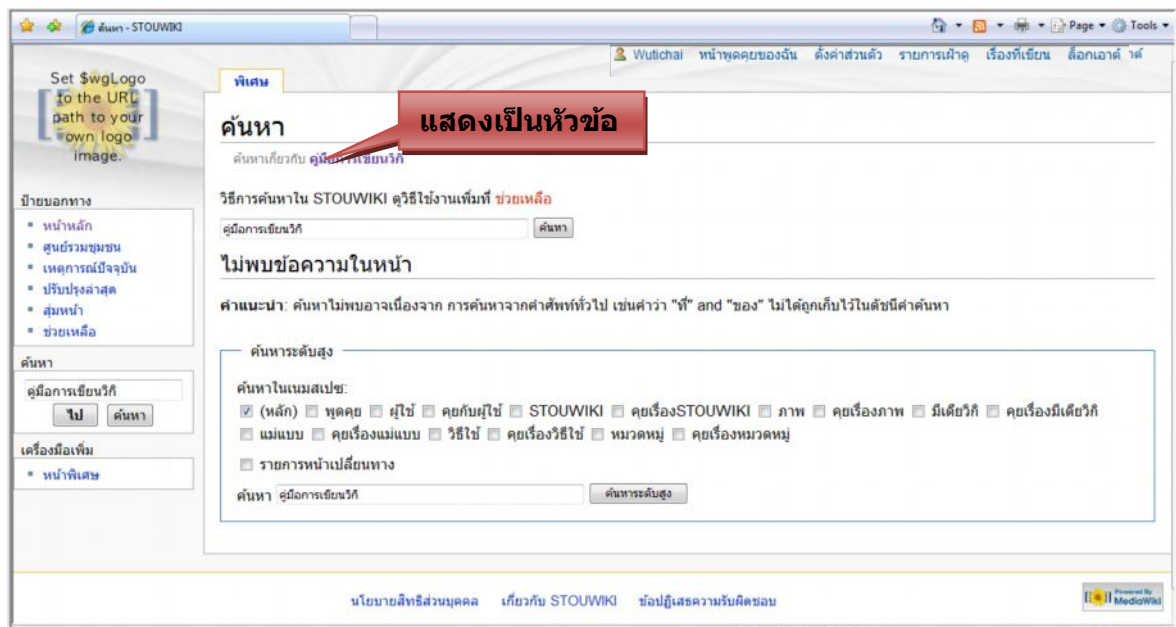 ค้นหา - STOUWIKI
Page
Tools
Wutichai หน้าพูดคุยของฉัน ตั้งค่าส่วนตัว รายการเฝ้าดู เรื่องที่เขียน ล็อกเอาต์ าต์
Set $wgLogo
to the URL
path to your
own logo
image.
พิเศษ
แสดงเป็นหัวข้อ
ค้นหา
ค้นหาเกี่ยวกับ คู่มือการเขียนวิกิ
วิธีการค้นหาใน STOUWIKI ดูวิธีใช้งานเพิ่มที่ ช่วยเหลือ
คู่มือการเขียนวิกิ ค้นหา
ไม่พบข้อความในหน้า
คำแนะนำ: ค้นหาไม่พบอาจเนื่องจาก การค้นหาจากคำศัพท์ทั่วไป เช่นคำว่า "ที่" and "ของ" ไม่ได้ถูกเก็บไว้ในดัชนีคำค้นหา
ป้ายบอกทาง
หน้าหลัก
ศูนย์รวมชุมชน
เหตุการณ์ปัจจุบัน
ปรับปรุงล่าสุด
สุ่มหน้า
ช่วยเหลือ
ค้นหา
คู่มือการเขียนวิกิ
ไป ค้นหา
เครื่องมือเพิ่ม
หน้าพิเศษ
ค้นหาระดับสูง
ค้นหาในเนมสเปซ:
(หลัก) พูดคุย ผู้ใช้ คุยกับผู้ใช้ STOUWIKI คุยเรื่องSTOUWIKI ภาพ คุยเรื่องภาพ มีเดียวิกิ คุยเรื่องมีเดียวิกิ
แม่แบบ คุยเรื่องแม่แบบ วิธีใช้ คุยเรื่องวิธีใช้ หมวดหมู่ คุยเรื่องหมวดหมู่
รายการหน้าเปลี่ยนทาง
ค้นหา คู่มือการเขียนวิกิ ค้นหาระดับสูง
นโยบายสิทธิส่วนบุคคล เกี่ยวกับ STOUWIKI ข้อปฏิเสธความรับผิดชอบ
Powered By
MediaWiki